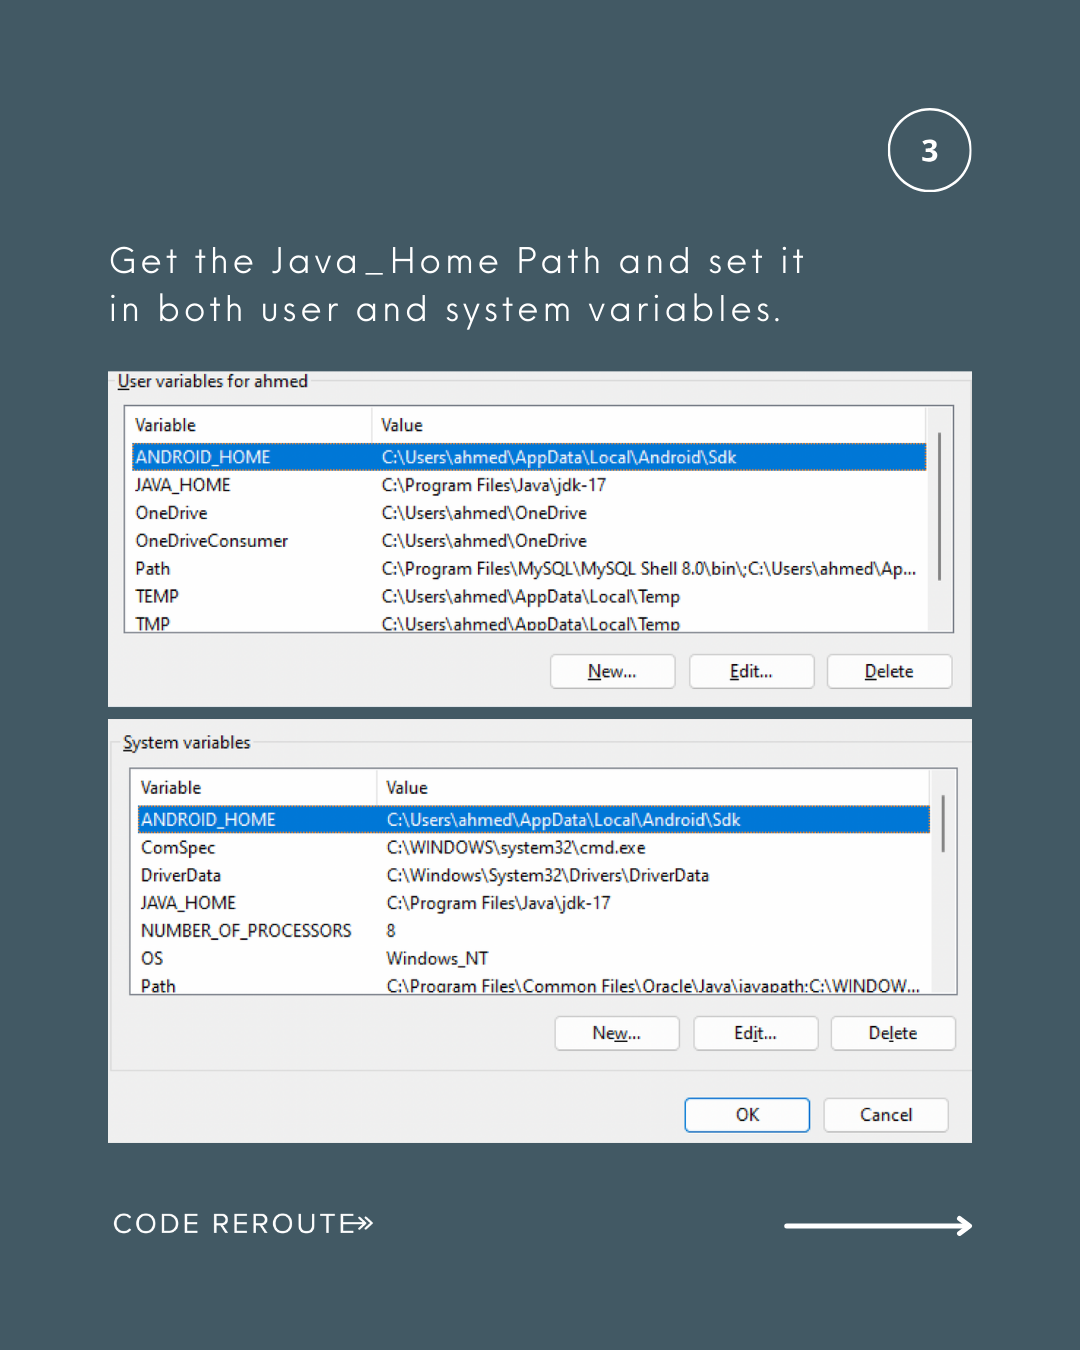 3
Get the Java_Home Path and set it
in both user and system variables.
User variables for ahmed
Variable Value
ANDROID_HOME C:\Users\ahmed\AppData\Local\Android\Sdk
JAVA_HOME C:\Program Files\Java\jdk-17
OneDrive C:\Users\ahmed\OneDrive
OneDriveConsumer C:\Users\ahmed\OneDrive
Path C:\Program Files\MySQL\MySQL Shell 8.0\bin\;C:\Users\ahmed\Ap...
TEMP C:\Users\ahmed\AppData\Local\Temp
TMP C:\Users\ahmed\AppData\Local\Temp
New... Edit... Delete
System variables
Variable Value
ANDROID_HOME C:\Users\ahmed\AppData\Local\Android\Sdk
ComSpec C:\WINDOWS\system32\cmd.exe
DriverData C:\Windows\System32\Drivers\DriverData
JAVA_HOME C:\Program Files\Java\jdk-17
NUMBER_OF_PROCESSORS 8
OS Windows_NT
Path C:\Program Files\Common Files\Oracle\Java\javapath;C:\WINDOW...
New... Edit... Delete
OK Cancel
CODE REROUTE